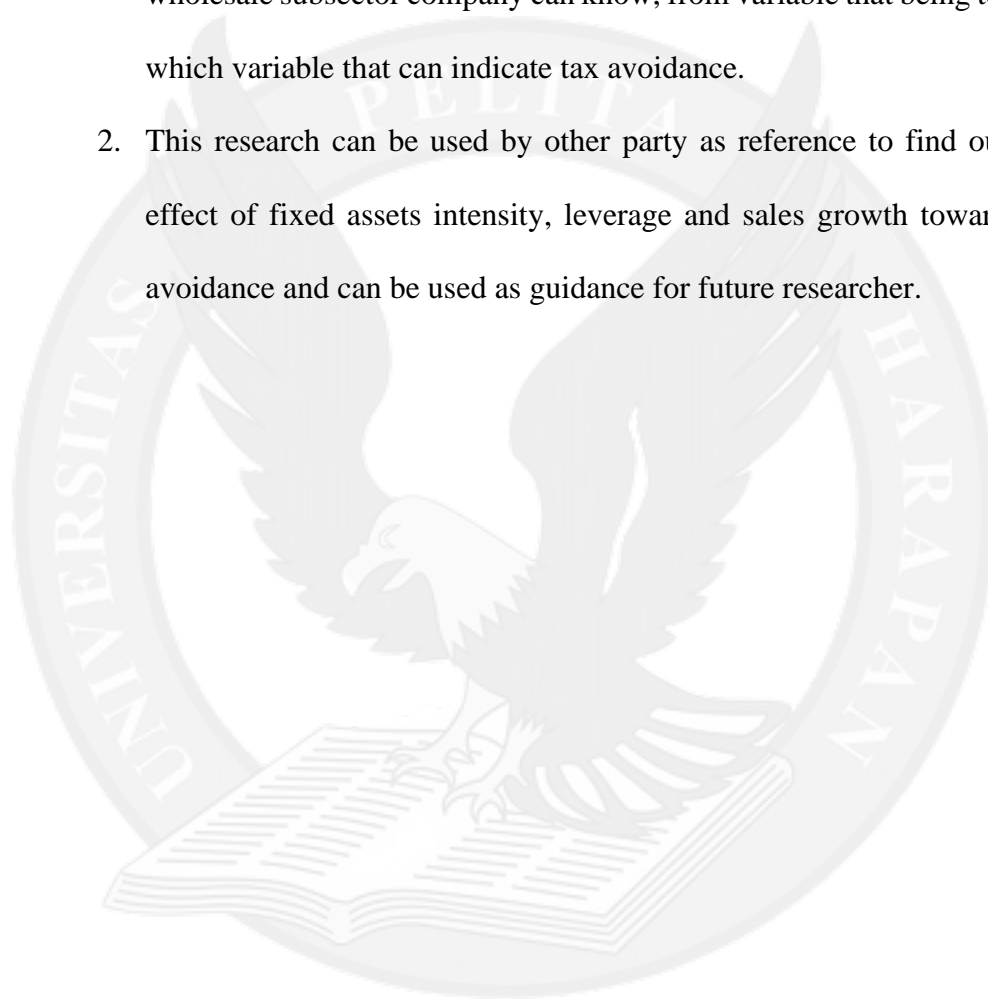 wholesale subsector company can know, from variable that being
which variable that can indicate tax avoidance.
2. This research can be used by other party as reference to find
effect of fixed assets intensity, leverage and sales growth
avoidance and can be used as guidance for future researcher.
UNIVERSITAS PELITA HARAPAN